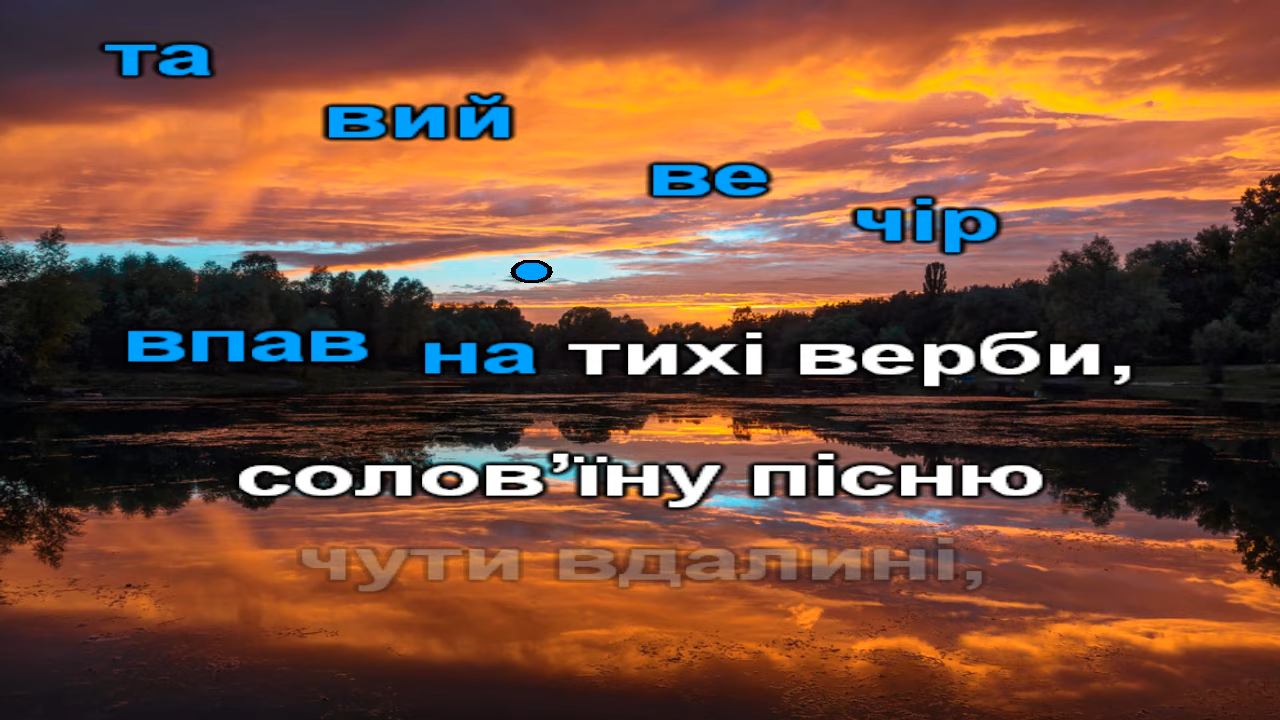 та
вий
ве
чір
впав на тихі верби,
солов’їну пісню
чути вдалині,